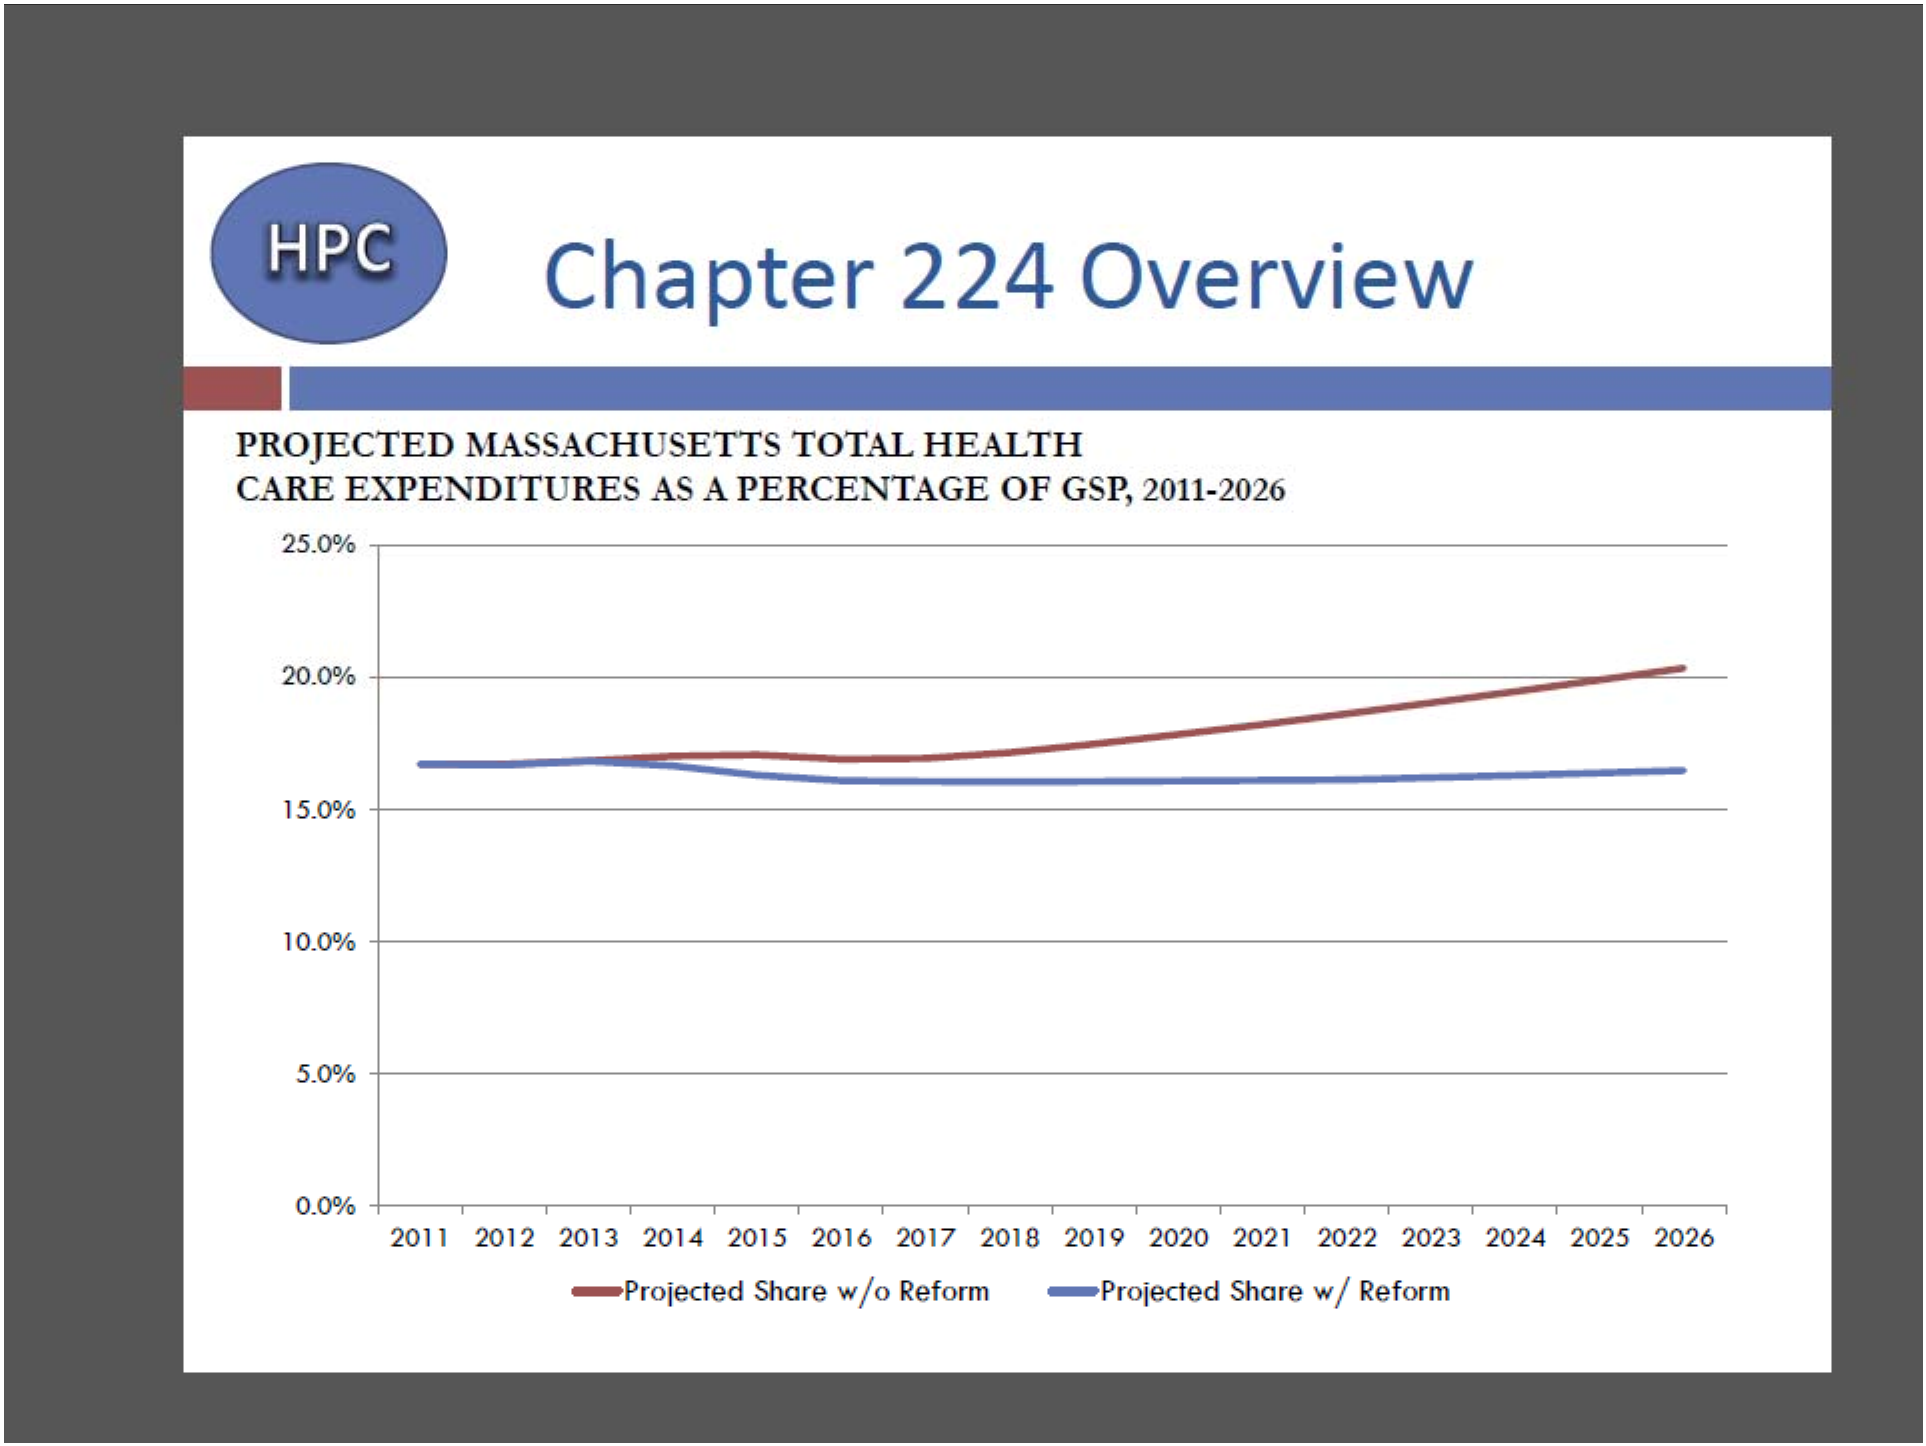 HPC
Chapter 224 Overview
PROJECTED MASSACHUSETTS TOTAL HEALTH
CARE EXPENDITURES AS A PERCENTAGE OF GSP, 2011-2026
25.0%
20.0%
15.0%
10.0%
5.0%
0.0%
2011 2012 2013 2014 2015 2016 2017 2018 2019 2020 2021 2022 2023 2024 2025 2026
Projected Share w/o Reform Projected Share w/ Reform